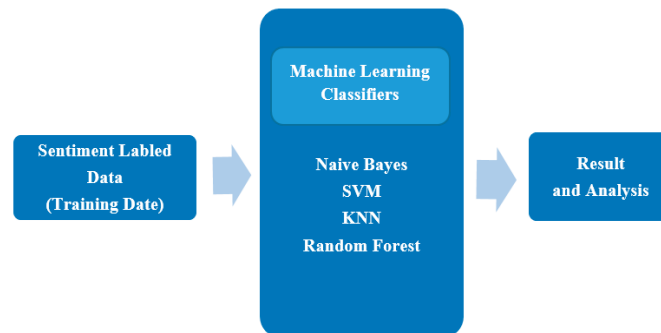 Sentiment Labled
Data
(Training Date)
Machine Learning
Classifiers
Naive Bayes
SVM
KNN
Random Forest
Result
and Analysis